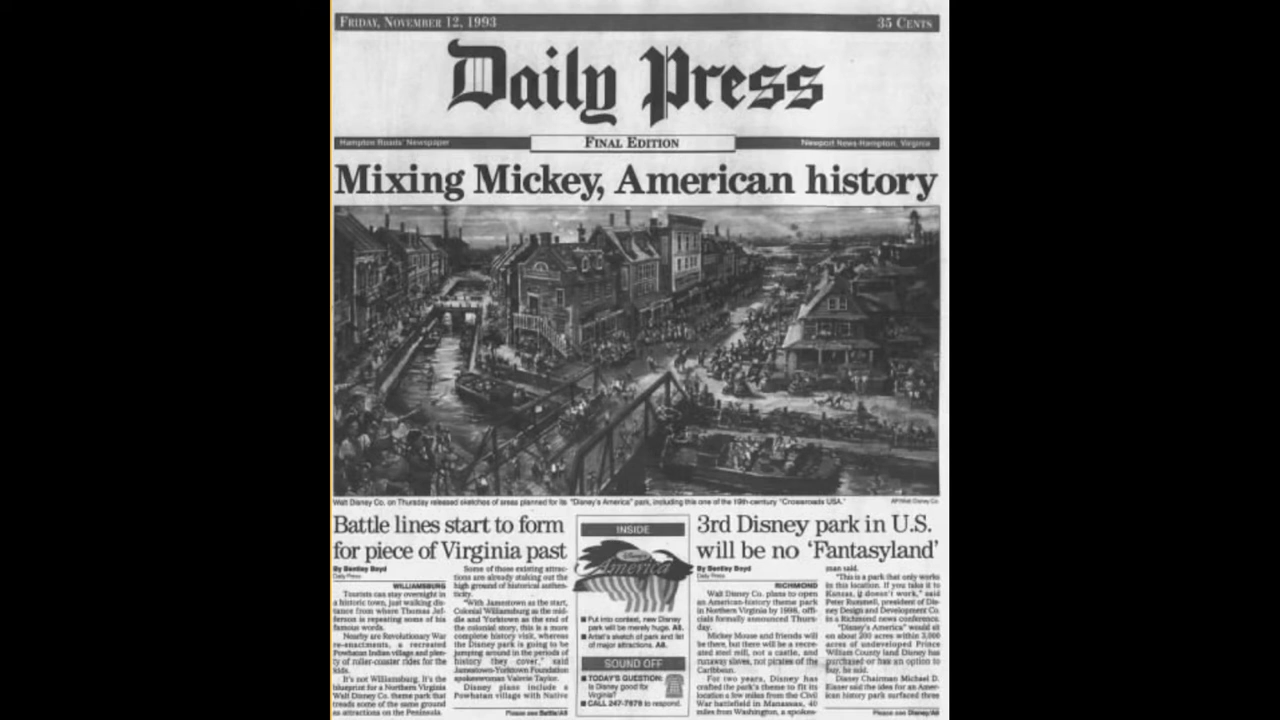 FRIDAY, NOVEMBER 12, 1993
35 CENTS
Daily Press
Hampton Roads' Newspaper
FINAL EDITION
Newport News-Hampton, Virginia
Mixing Mickey, American history
Walt Disney Co. on Thursday released sketches of areas planned for its "Disney's America" park, including this one of the 19th-century "Crossroads USA."
AP/Walt Disney Co.
Battle lines start to form
for piece of Virginia past
By Bentley Boyd
Daily Press
WILLIAMSBURG
Tourists can stay overnight in
a historic town, just walking dis-
tance from where Thomas Jef-
ferson is repeating some of his
famous words.
Nearby are Revolutionary War
re-enactments, a recreated
Powhatan Indian village and plen-
ty of roller-coaster rides for the
kids.
It's not Williamsburg. It's the
blueprint for a Northern Virginia
Walt Disney Co. theme park that
treads some of the same ground
as attractions on the Peninsula.
Some of those existing attrac-
tions are already staking out the
high ground of historical authen-
ticity.
"With Jamestown as the start,
Colonial Williamsburg as the mid-
dle and Yorktown as the end of
the colonial story, this is a more
complete history visit, whereas
the Disney park is going to be
jumping around in the periods of
history they cover," said
Jamestown-Yorktown Foundation
spokeswoman Valerie Taylor.
Disney plans include a
Powhatan village with Native
Please see Battle/A8
INSIDE
Disney's
America
Put into context, new Disney
park will be merely huge. A8.
Artist's sketch of park and list
of major attractions. A8.
SOUND OFF
TODAY'S QUESTION:
Is Disney good for
Virginia?
CALL 247-7878 to respond.
3rd Disney park in U.S.
will be no 'Fantasyland'
By Bentley Boyd
Daily Press
RICHMOND
Walt Disney Co. plans to open
an American-history theme park
in Northern Virginia by 1998, offi-
cials formally announced Thurs-
day.
Mickey Mouse and friends will
be there, but there will be a recre-
ated steel mill, not a castle, and
runaway slaves, not pirates of the
Caribbean.
For two years, Disney has
crafted the park's theme to fit its
location a few miles from the Civil
War battlefield in Manassas, 40
miles from Washington, a spokes-
man said.
"This is a park that only works
in this location. If you take it to
Kansas, it doesn't work," said
Peter Rummell, president of Dis-
ney Design and Development Co.
in a Richmond news conference.
"Disney's America" would sit
on about 200 acres within 3,000
acres of undeveloped Prince
William County land Disney has
purchased or has an option to
buy, he said.
Disney Chairman Michael D.
Eisner said the idea for an Amer-
ican history park surfaced three
Please see Disney/A8